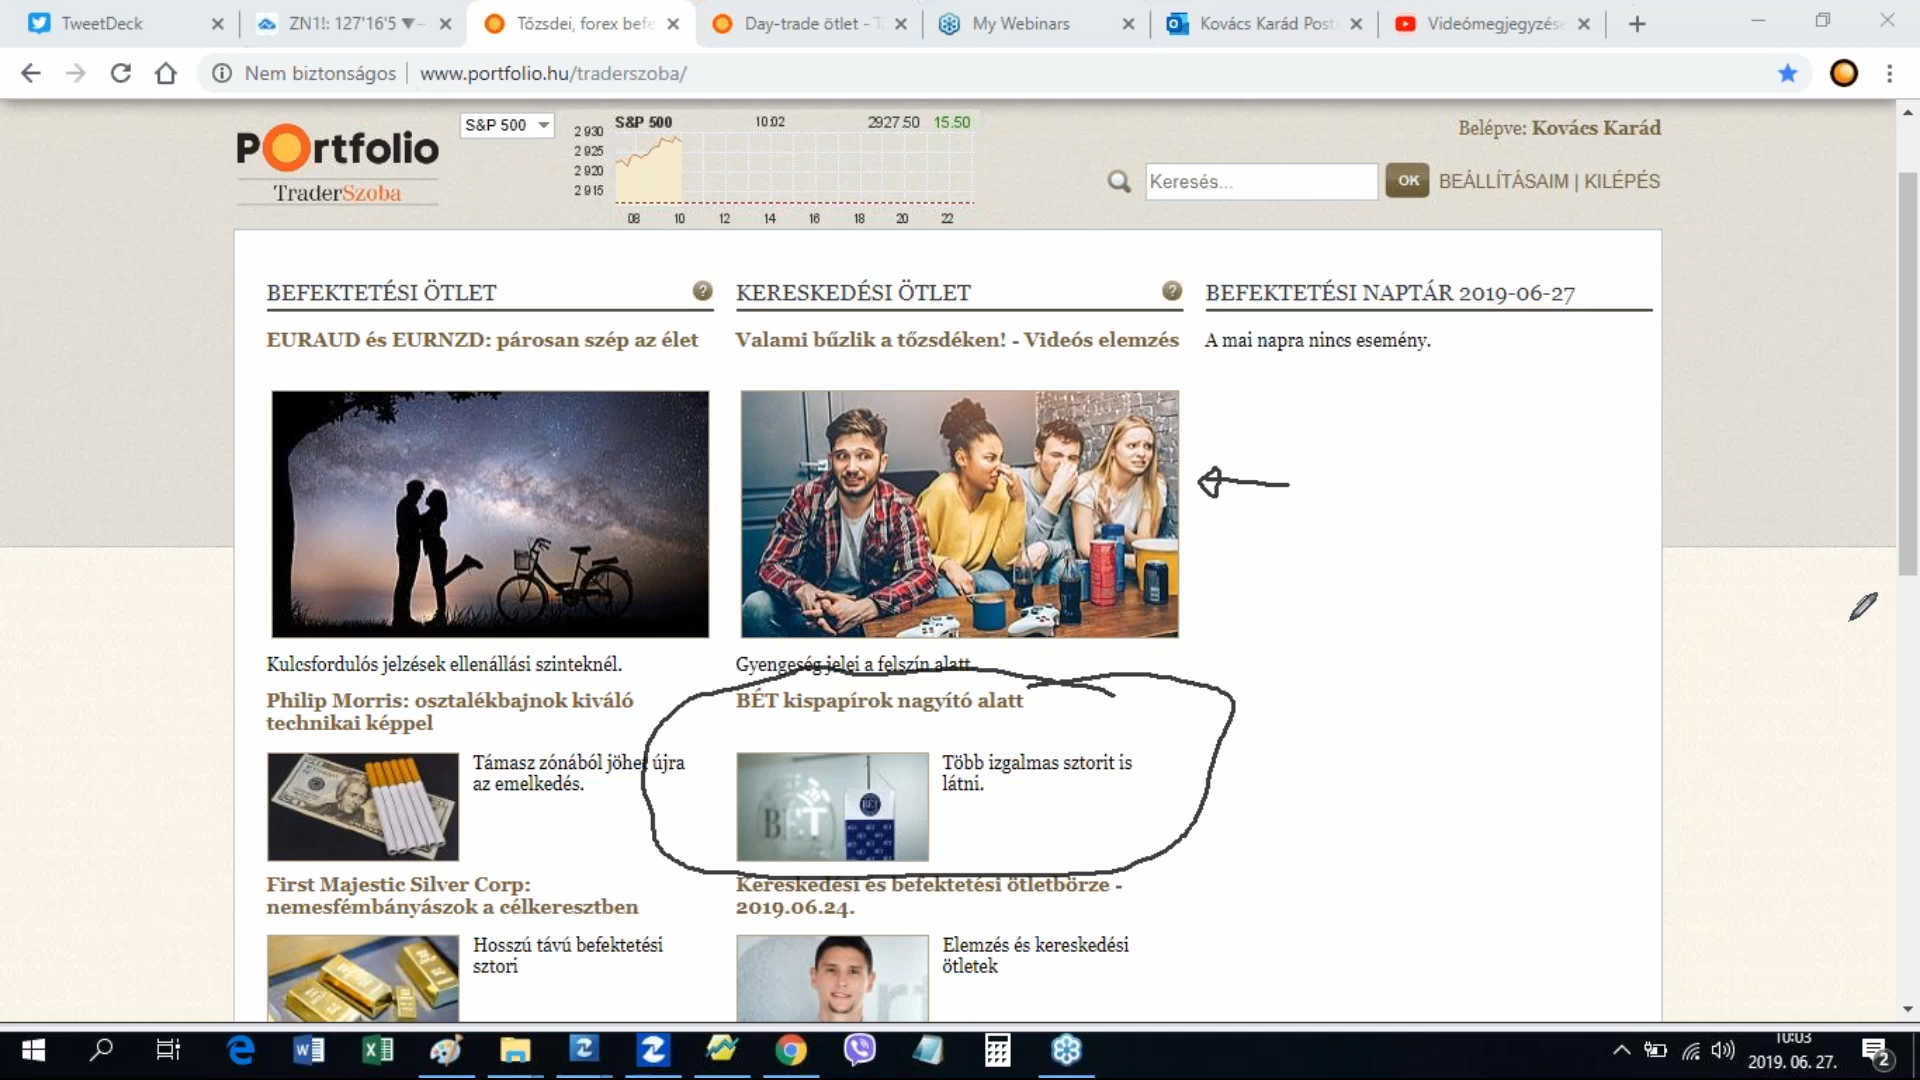 TweetDeck
ZN1!: 127'16'5 ▼−
Tőzsdei, forex befe
Day-trade ötlet - T
My Webinars
Kovács Karád Post
Videómegjegyzése
Nem biztonságos
www.portfolio.hu/traderszoba/
Portfolio
TraderSzoba
S&P 500
S&P 500 10:02 2927.50 15.50
2 930
2 925
2 920
2 915
08 10 12 14 16 18 20 22
Belépve: Kovács Karád
Keresés...
OK
BEÁLLÍTÁSAIM | KILÉPÉS
BEFEKTETÉSI ÖTLET
?
EURAUD és EURNZD: párosan szép az élet
Kulcsfordulós jelzések ellenállási szinteknél.
Philip Morris: osztalékbajnok kiváló
technikai képpel
Támasz zónából jöhet újra
az emelkedés.
First Majestic Silver Corp:
nemesfémbányászok a célkeresztben
Hosszú távú befektetési
sztori
KERESKEDÉSI ÖTLET
?
Valami bűzlik a tőzsdéken! - Videós elemzés
Gyengeség jelei a felszín alatt.
BÉT kispapírok nagyító alatt
BÉT
BÉT
Több izgalmas sztorit is
látni.
Kereskedési és befektetési ötletbörze -
2019.06.24.
Elemzés és kereskedési
ötletek
BEFEKTETÉSI NAPTÁR 2019-06-27
A mai napra nincs esemény.
10:03
2019. 06. 27.
2